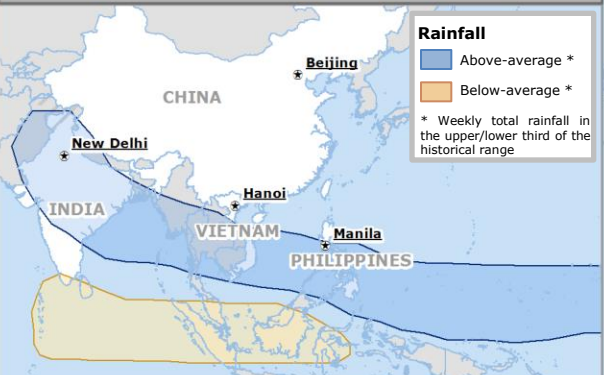 Rainfall
Above-average *
Below-average *
* Weekly total rainfall in
the upper/lower third of the
historical range
Beijing
CHINA
New Delhi
Hanoi
INDIA
VIETNAM
Manila
PHILIPPINES